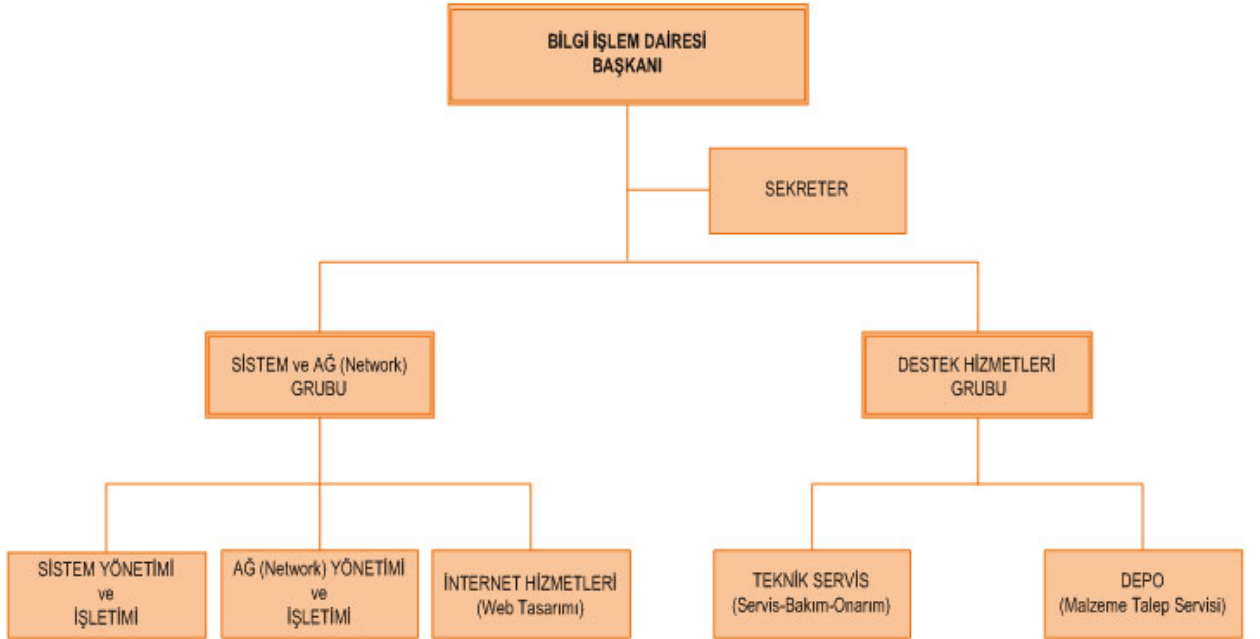 BİLGİ İŞLEM DAİRESİ
BAŞKANI
SEKRETER
SİSTEM ve AĞ (Network)
GRUBU
DESTEK HİZMETLERİ
GRUBU
SİSTEM YÖNETİMİ
ve
İŞLETİMİ
AĞ (Network) YÖNETİMİ
ve
İŞLETİMİ
İNTERNET HİZMETLERİ
(Web Tasarımı)
TEKNİK SERVİS
(Servis-Bakım-Onarım)
DEPO
(Malzeme Talep Servisi)